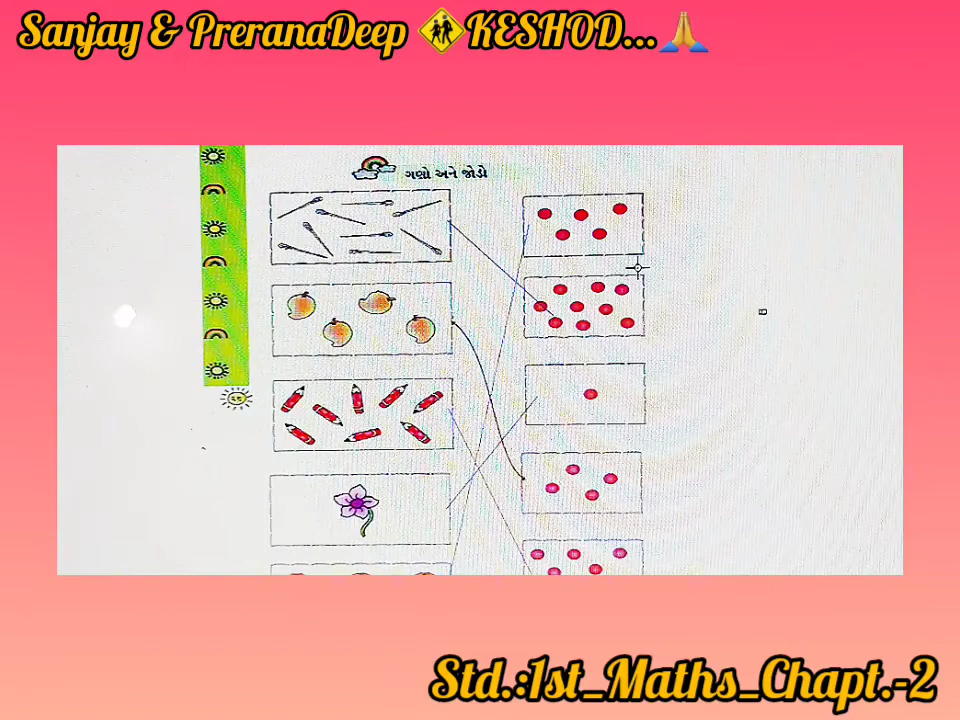 Sanjay & PreranaDeep 🚸KESHOD...🙏
ગણો અને જોડો
Std.:1st_Maths_Chapt.-2